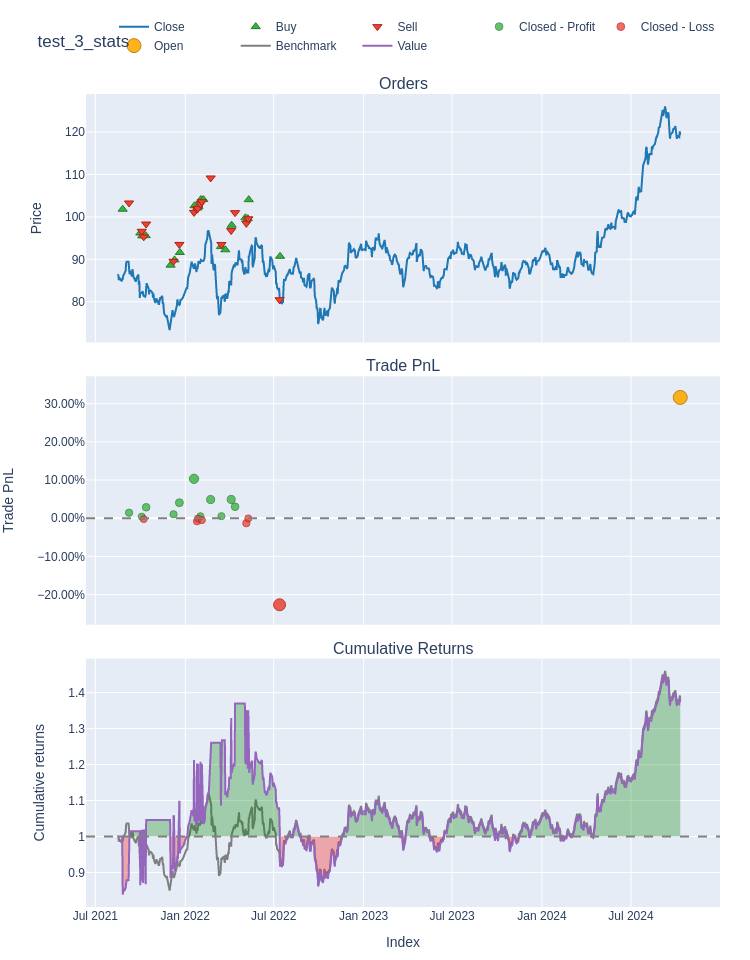 test_3_stats
Close Buy Sell Closed - Profit Closed - Loss
Open Benchmark Value
Orders
120
110
100
90
80
Price
Trade PnL
30.00%
20.00%
10.00%
0.00%
−10.00%
−20.00%
Trade PnL
Cumulative Returns
1.4
1.3
1.2
1.1
1
0.9
Cumulative returns
Jul 2021 Jan 2022 Jul 2022 Jan 2023 Jul 2023 Jan 2024 Jul 2024
Index